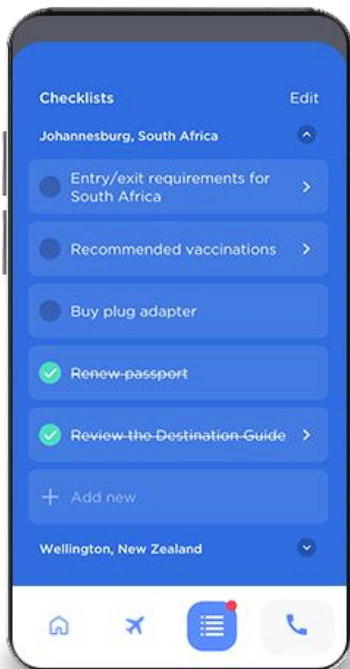 Checklists
Edit
Johannesburg, South Africa
Entry/exit requirements for
South Africa
Recommended vaccinations
Buy plug adapter
Renew passport
Review the Destination Guide
Add new
Wellington, New Zealand